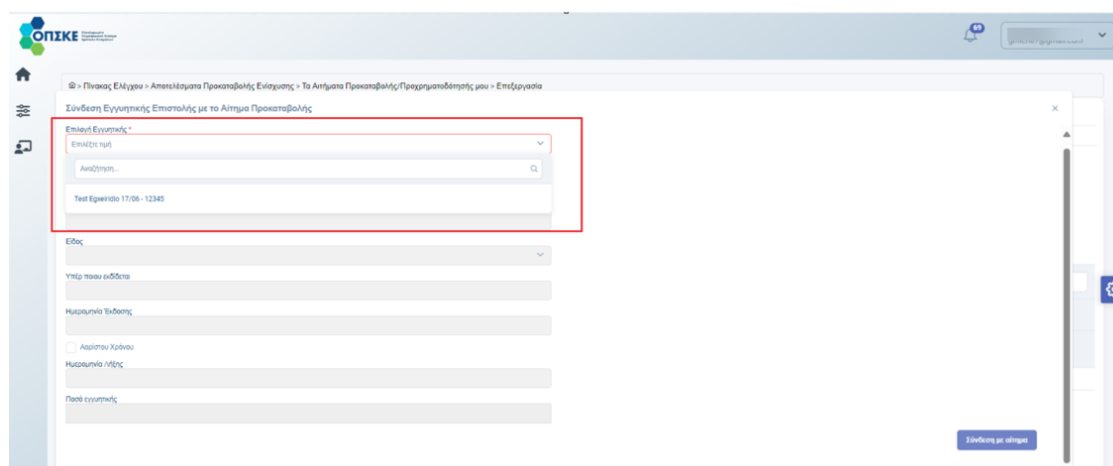 69
ΟΠΣΚΕ
> Πίνακας Ελέγχου > Αποτελέσματα Προκαταβολής Ενίσχυσης > Τα Αιτήματα Προκαταβολής/Προχρηματοδότησής μου > Επεξεργασία
Σύνδεση Εγγυητικής Επιστολής με το Αίτημα Προκαταβολής ×
Επιλογή Εγγυητικής *
Επιλέξτε τιμή
Αναζήτηση...
Test Egxeiridio 17/06 - 12345
Είδος
Υπέρ ποιου εκδίδεται
Ημερομηνία Έκδοσης
Αορίστου Χρόνου
Ημερομηνία Λήξης
Ποσό εγγυητικής
Σύνδεση με αίτημα